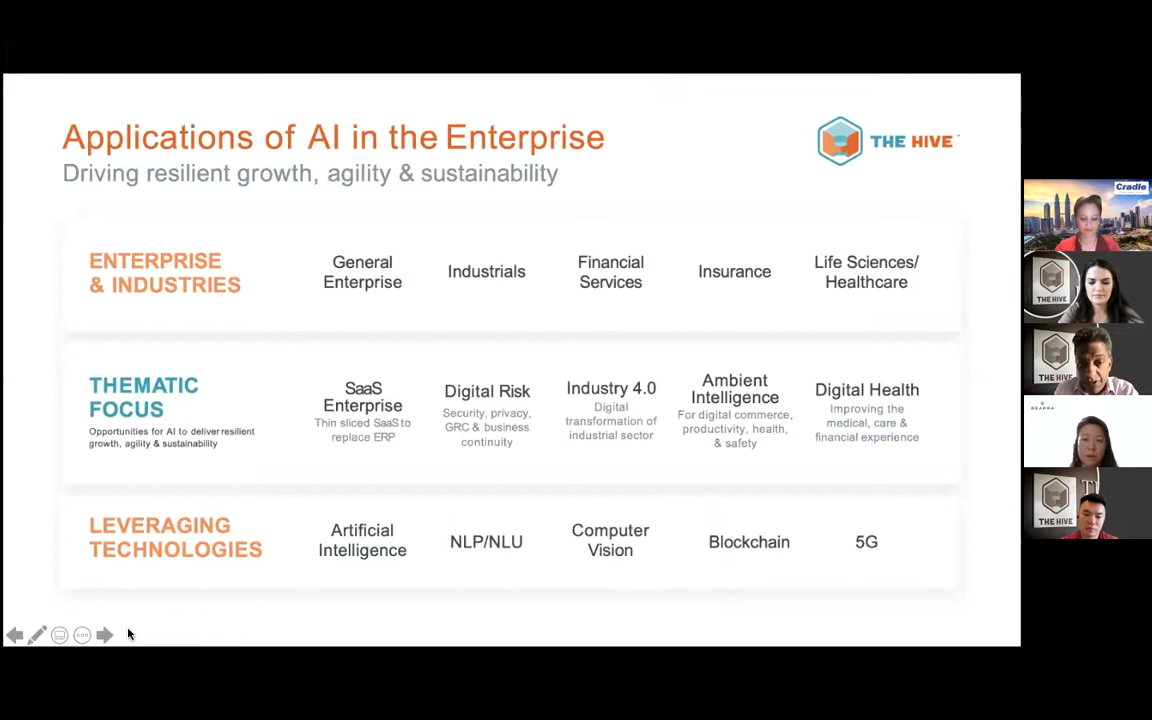 Applications of AI in the Enterprise
Driving resilient growth, agility & sustainability
THE HIVE
ENTERPRISE
& INDUSTRIES
General
Enterprise
Industrials
Financial
Services
Insurance
Life Sciences/
Healthcare
THEMATIC
FOCUS
Opportunities for AI to deliver resilient
growth, agility & sustainability
SaaS
Enterprise
Thin sliced SaaS to
replace ERP
Digital Risk
Security, privacy,
GRC & business
continuity
Industry 4.0
Digital
transformation of
industrial sector
Ambient
Intelligence
For digital commerce,
productivity, health,
& safety
Digital Health
Improving the
medical, care &
financial experience
LEVERAGING
TECHNOLOGIES
Artificial
Intelligence
NLP/NLU
Computer
Vision
Blockchain
5G
Cradle
THE HIVE
THE HIVE
REAPRA
THE HIVE